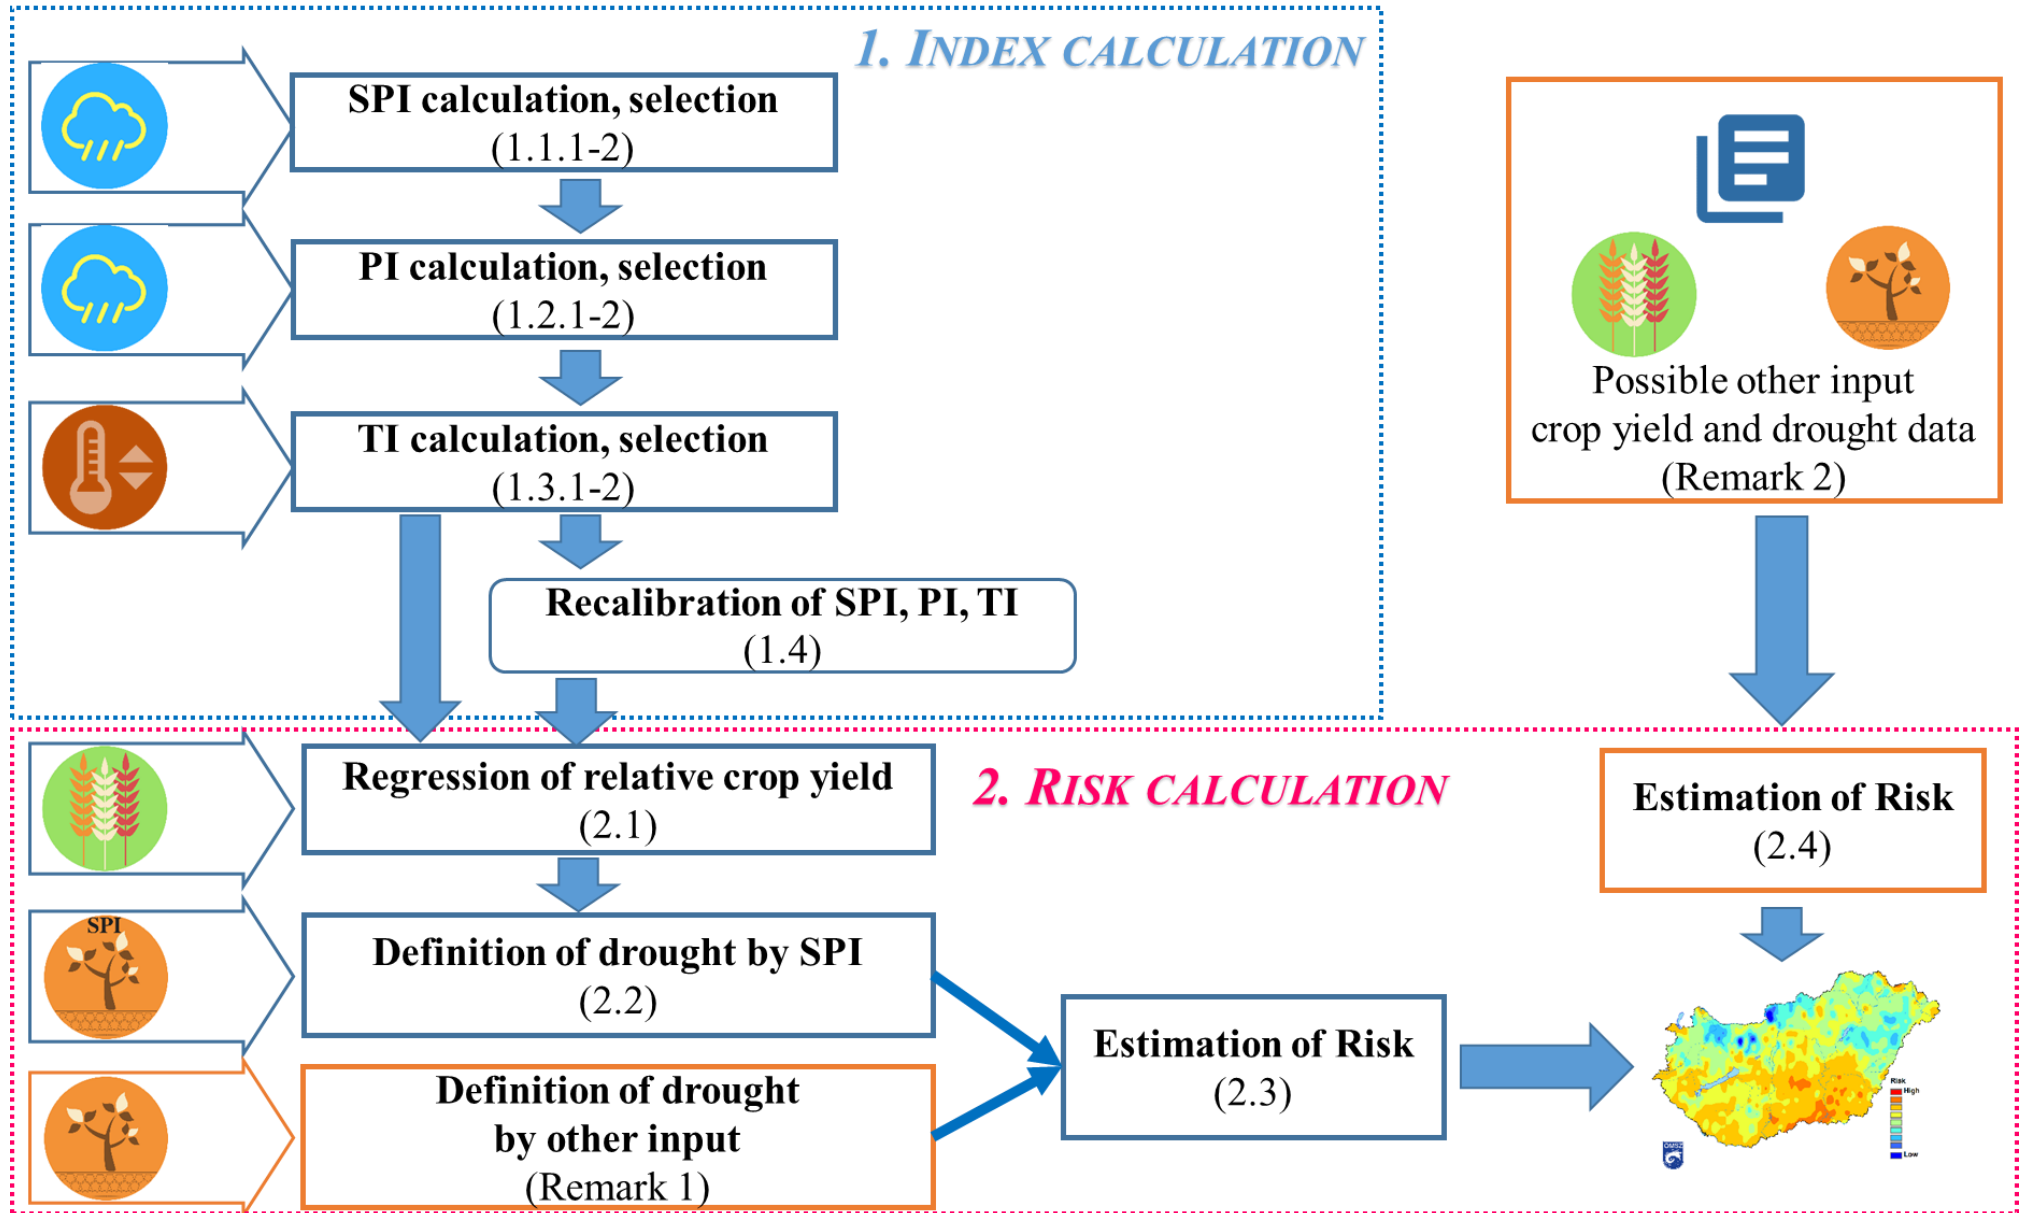 1. INDEX CALCULATION
SPI calculation, selection
(1.1.1-2)
PI calculation, selection
(1.2.1-2)
TI calculation, selection
(1.3.1-2)
Recalibration of SPI, PI, TI
(1.4)
Possible other input
crop yield and drought data
(Remark 2)
2. RISK CALCULATION
Regression of relative crop yield
(2.1)
SPI
Definition of drought by SPI
(2.2)
Definition of drought
by other input
(Remark 1)
Estimation of Risk
(2.3)
Estimation of Risk
(2.4)
Risk
High
Low
OMSZ